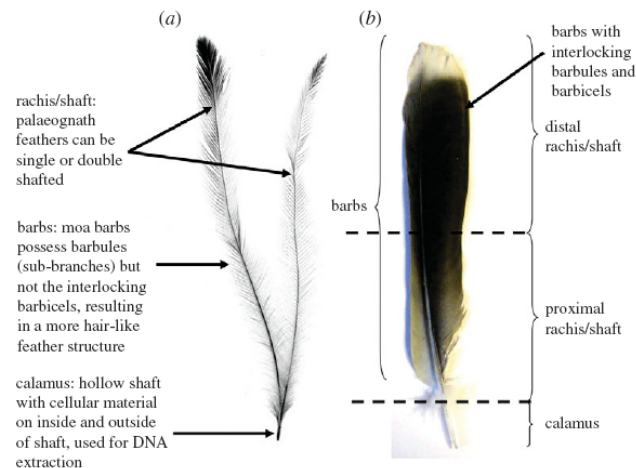 (a)
(b)
rachis/shaft:
palaeognath
feathers can be
single or double
shafted
barbs: moa barbs
possess barbules
(sub-branches) but
not the interlocking
barbicels, resulting
in a more hair-like
feather structure
calamus: hollow shaft
with cellular material
on inside and outside
of shaft, used for DNA
extraction
barbs
barbs with
interlocking
barbules and
barbicels
distal
rachis/shaft
proximal
rachis/shaft
calamus